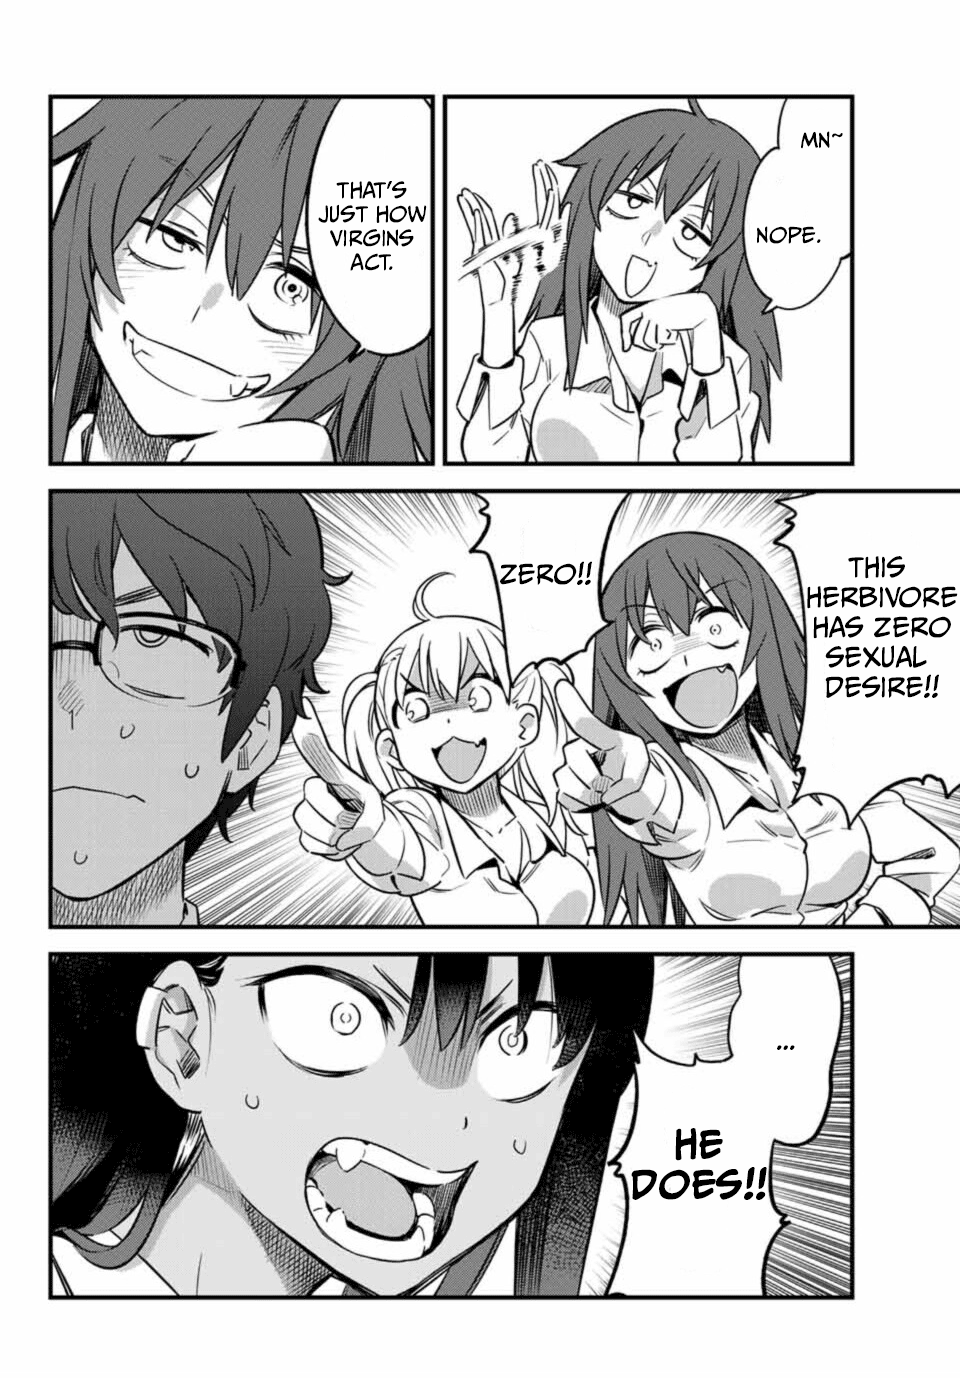 MN~
NOPE.
THAT'S
JUST HOW
VIRGINS
ACT.
THIS
HERBIVORE
HAS ZERO
SEXUAL
DESIRE!!
ZERO!!
...
HE
DOES!!